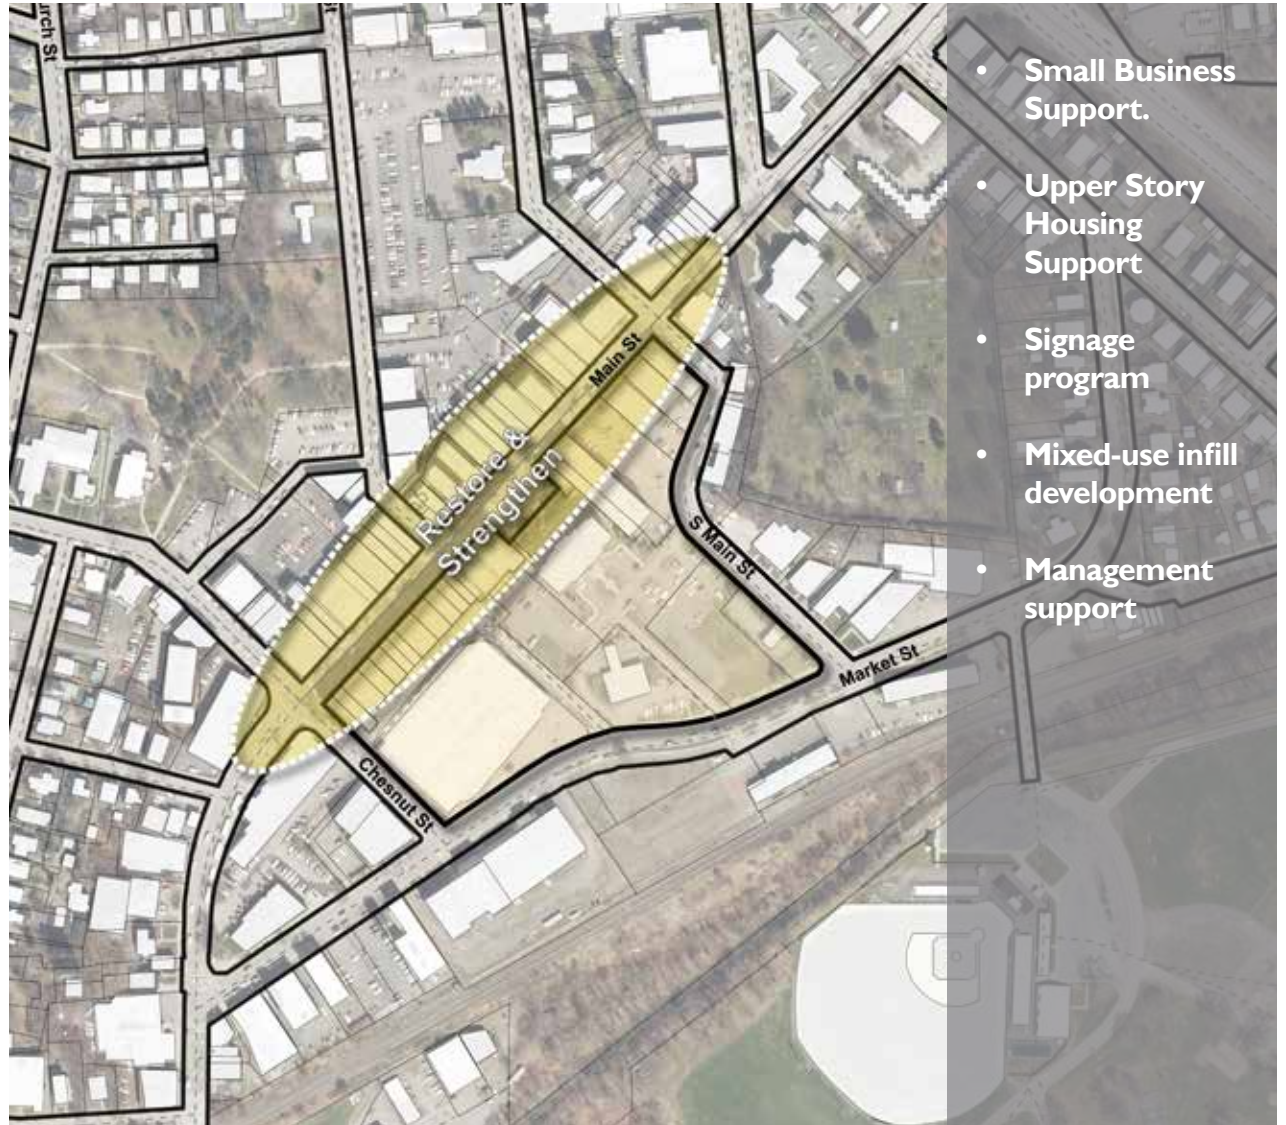 urch St
St
Main St
Restore &
Strengthen
S Main St
Market St
Chesnut St
• Small Business
Support.
• Upper Story
Housing
Support
• Signage
program
• Mixed-use infill
development
• Management
support